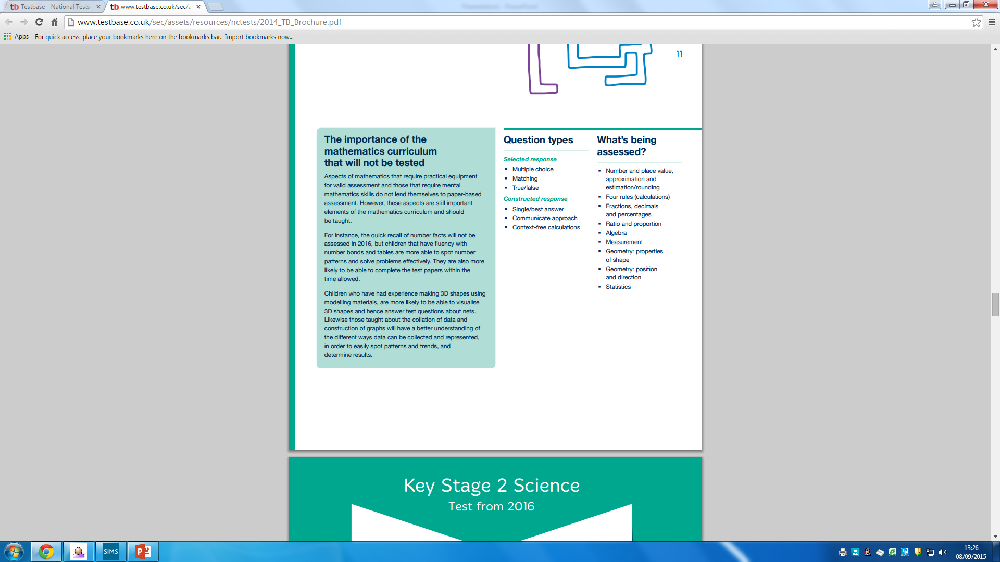 Testbase - National Tests
www.testbase.co.uk/sec/a
Presentation1 - PowerPoint
www.testbase.co.uk/sec/assets/resources/nctests/2014_TB_Brochure.pdf
Apps For quick access, place your bookmarks here on the bookmarks bar. Import bookmarks now...
11
The importance of the
mathematics curriculum
that will not be tested
Aspects of mathematics that require practical equipment
for valid assessment and those that require mental
mathematics skills do not lend themselves to paper-based
assessment. However, these aspects are still important
elements of the mathematics curriculum and should
be taught.
For instance, the quick recall of number facts will not be
assessed in 2016, but children that have fluency with
number bonds and tables are more able to spot number
patterns and solve problems effectively. They are also more
likely to be able to complete the test papers within the
time allowed.
Children who have had experience making 3D shapes using
modelling materials, are more likely to be able to visualise
3D shapes and hence answer test questions about nets.
Likewise those taught about the collation of data and
construction of graphs will have a better understanding of
the different ways data can be collected and represented,
in order to easily spot patterns and trends, and
determine results.
Question types
Selected response
▪ Multiple choice
▪ Matching
▪ True/false
Constructed response
▪ Single/best answer
▪ Communicate approach
▪ Context-free calculations
What's being
assessed?
▪ Number and place value,
approximation and
estimation/rounding
▪ Four rules (calculations)
▪ Fractions, decimals
and percentages
▪ Ratio and proportion
▪ Algebra
▪ Measurement
▪ Geometry: properties
of shape
▪ Geometry: position
and direction
▪ Statistics
Key Stage 2 Science
Test from 2016
SIMS
13:26
08/09/2015